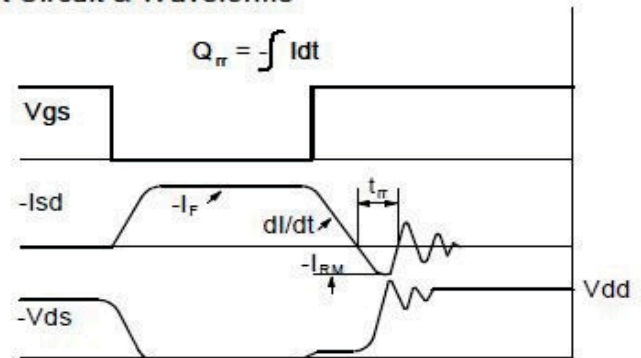 Q_rr = -∫ Idt
Vgs
-Isd
-I_F
dI/dt
t_rr
-I_RM
Vdd
-Vds